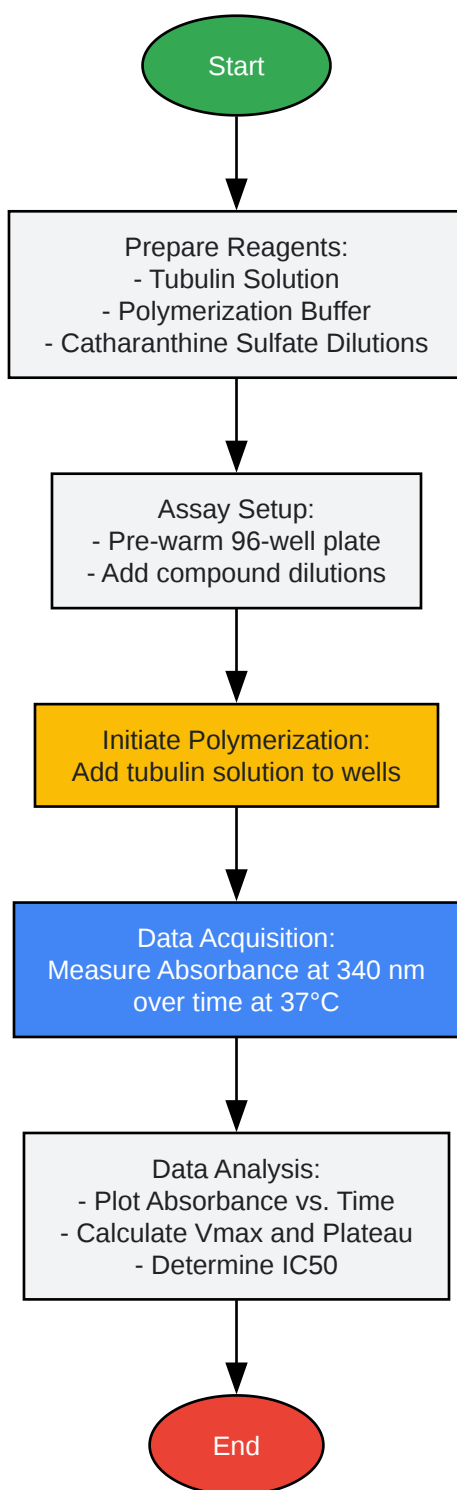 Start
Prepare Reagents:
- Tubulin Solution
- Polymerization Buffer
- Catharanthine Sulfate Dilutions
Assay Setup:
- Pre-warm 96-well plate
- Add compound dilutions
Initiate Polymerization:
Add tubulin solution to wells
Data Acquisition:
Measure Absorbance at 340 nm
over time at 37°C
Data Analysis:
- Plot Absorbance vs. Time
- Calculate Vmax and Plateau
- Determine IC50
End